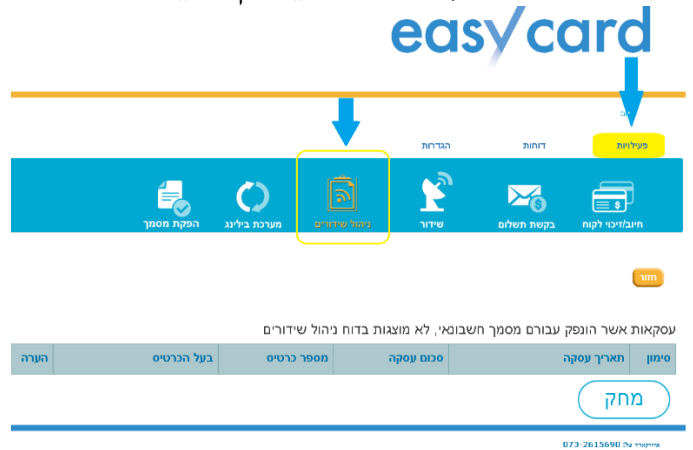 easycard
פעילויות דוחות הגדרות
חיוב/זיכוי לקוח בקשת תשלום שידור ניהול שידורים מערכת בילינג הפקת מסמך
חזור
עסקאות אשר הונפק עבורם מסמך חשבונאי, לא מוצגות בדוח ניהול שידורים
סימון תאריך עסקה סכום עסקה מספר כרטיס בעל הכרטיס הערה
מחק
איזיקארד טל: 073-2615690